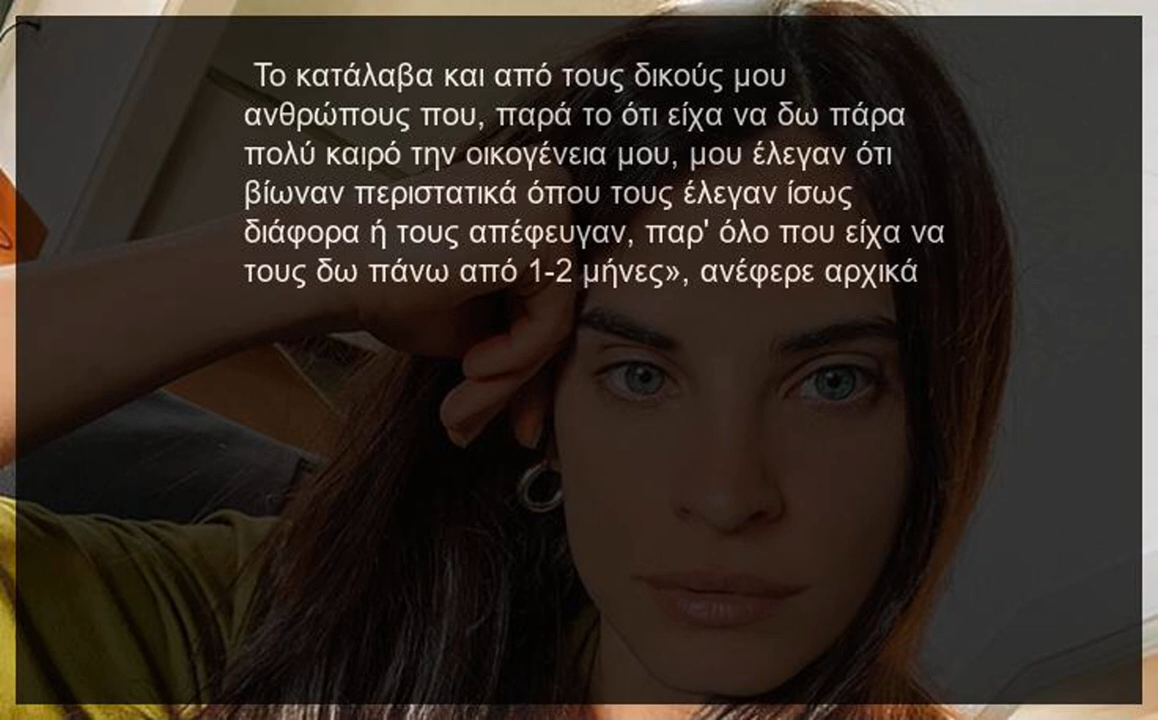 Το κατάλαβα και από τους δικούς μου
ανθρώπους που, παρά το ότι είχα να δω πάρα
πολύ καιρό την οικογένεια μου, μου έλεγαν ότι
βίωναν περιστατικά όπου τους έλεγαν ίσως
διάφορα ή τους απέφευγαν, παρ' όλο που είχα να
τους δω πάνω από 1-2 μήνες», ανέφερε αρχικά